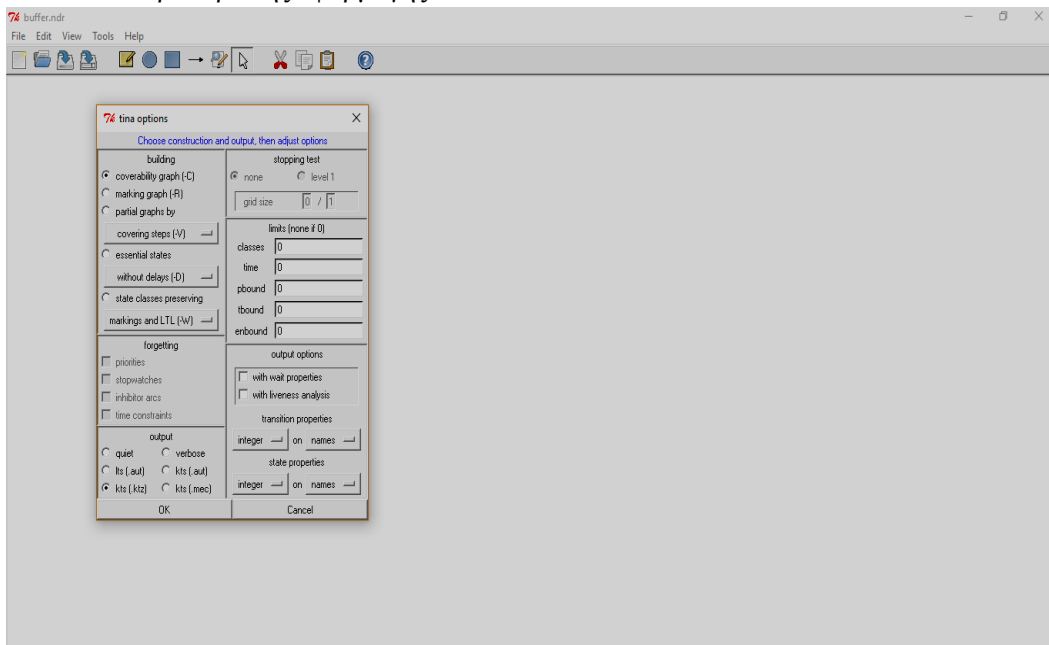 buffer.ndr
File Edit View Tools Help
tina options
Choose construction and output, then adjust options
building
coverability graph (-C)
marking graph (-R)
partial graphs by
covering steps (-V)
essential states
without delays (-D)
state classes preserving
markings and LTL (-W)
forgetting
priorities
stopwatches
inhibitor arcs
time constraints
output
quiet verbose
lts (.aut) kts (.aut)
kts (.ktz) kts (.mec)
stopping test
none level 1
grid size 0 / 1
limits (none if 0)
classes 0
time 0
pbound 0
tbound 0
enbound 0
output options
with wait properties
with liveness analysis
transition properties
integer on names
state properties
integer on names
OK Cancel